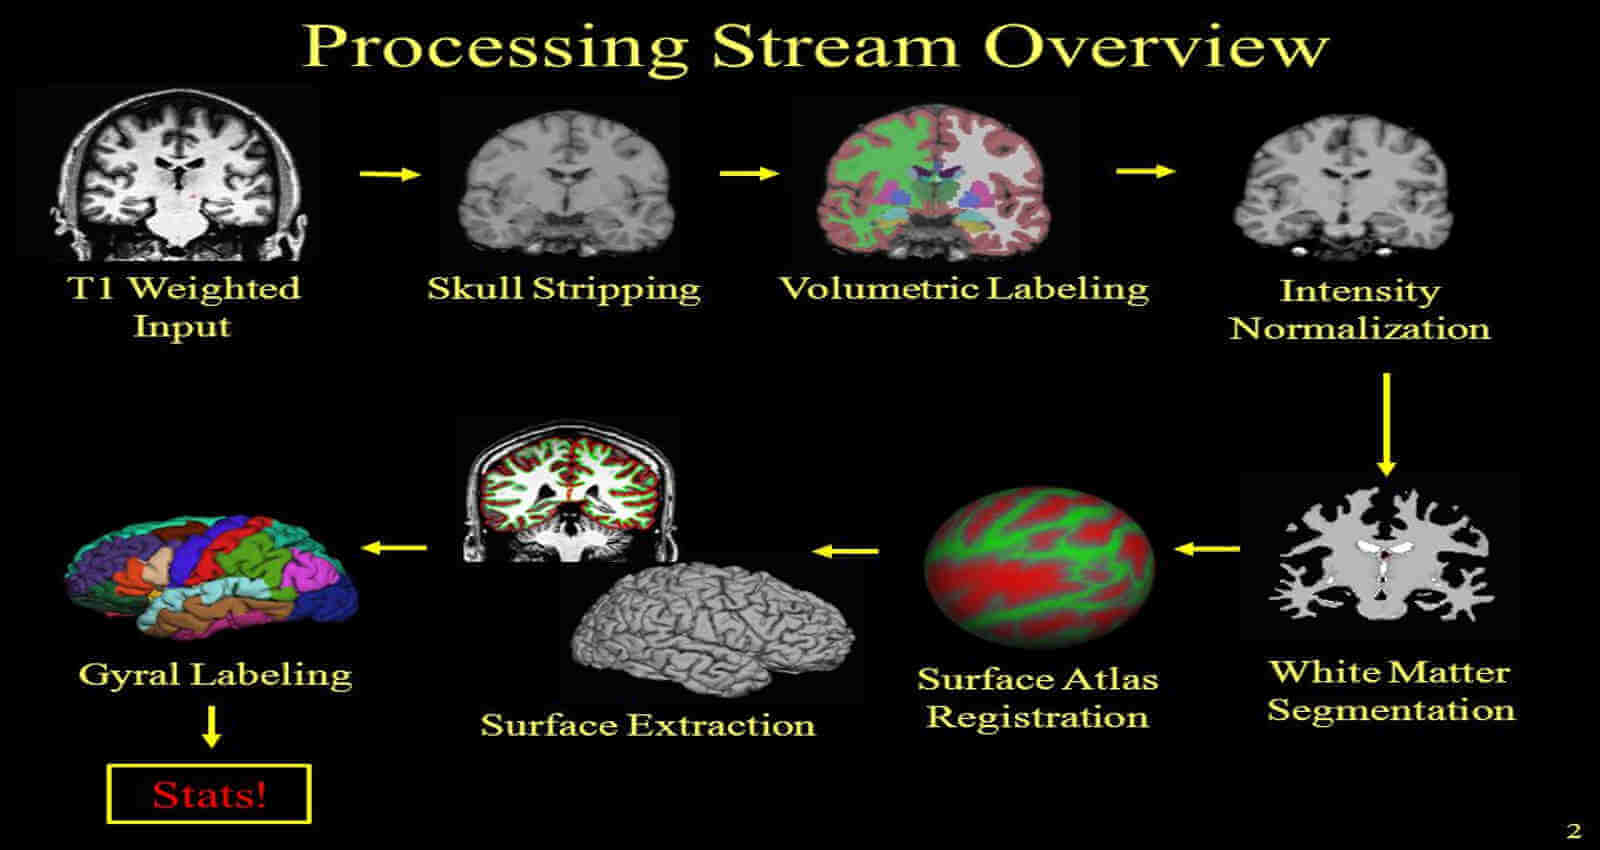 Processing Stream Overview
T1 Weighted
Input
Skull Stripping
Volumetric Labeling
Intensity
Normalization
White Matter
Segmentation
Surface Atlas
Registration
Surface Extraction
Gyral Labeling
Stats!
2